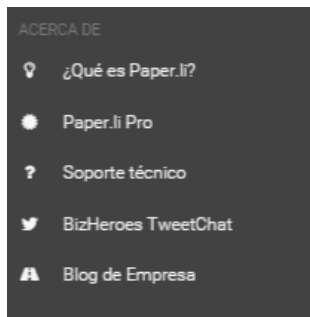 ACERCA DE
¿Qué es Paper.li?
Paper.li Pro
Soporte técnico
BizHeroes TweetChat
Blog de Empresa